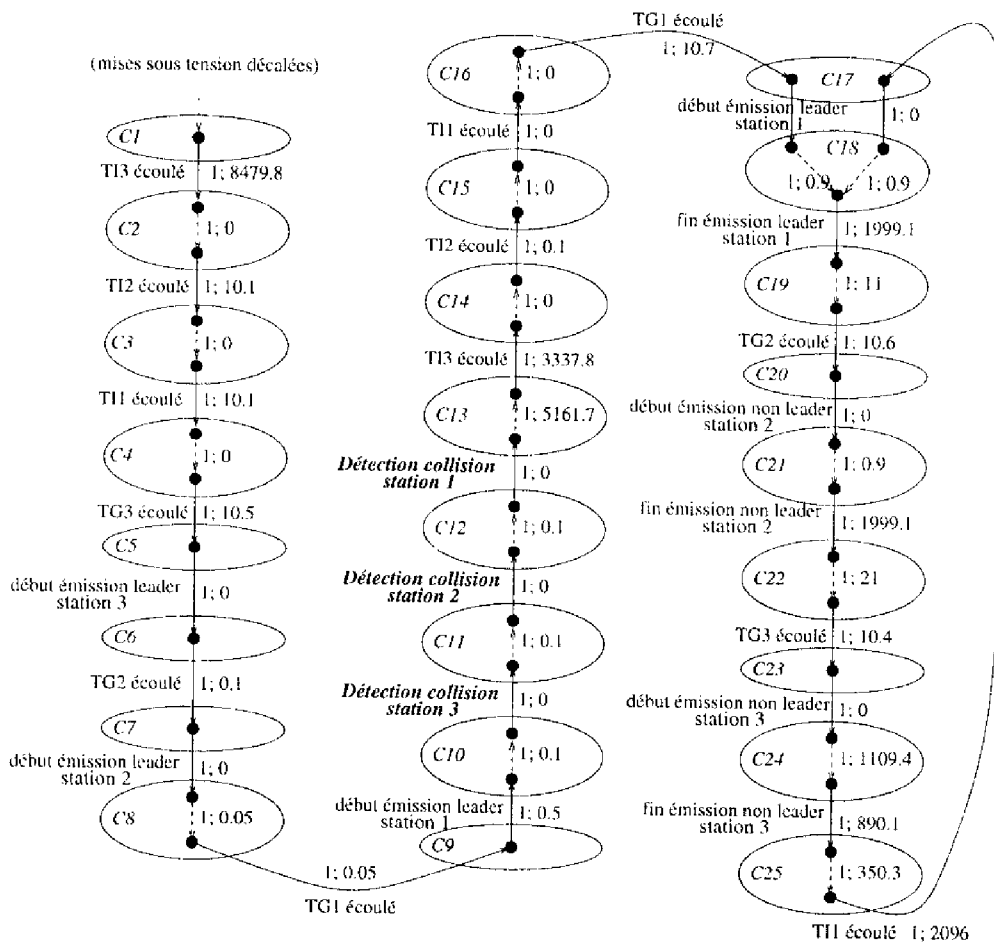 (mises sous tension décalées)
C1
TI3 écoulé 1; 8479.8
C2
1; 0
TI2 écoulé 1; 10.1
C3
1; 0
TI1 écoulé 1; 10.1
C4
1; 0
TG3 écoulé 1; 10.5
C5
début émission leader
station 3
1; 0
C6
TG2 écoulé 1; 0.1
C7
début émission leader
station 2
1; 0
C8
1; 0.05
1; 0.05
TG1 écoulé
C16
1; 0
TI1 écoulé 1; 0
C15
1; 0
TI2 écoulé 1; 0.1
C14
1; 0
TI3 écoulé 1; 3337.8
C13
1; 5161.7
Détection collision
station 1
1; 0
C12
1; 0.1
Détection collision
station 2
1; 0
C11
1; 0.1
Détection collision
station 3
1; 0
C10
1; 0.1
début émission leader
station 1
1; 0.5
C9
TG1 écoulé
1; 10.7
C17
début émission leader
station 1
1; 0
C18
1; 0.9
1; 0.9
fin émission leader
station 1
1; 1999.1
C19
1; 11
TG2 écoulé 1; 10.6
C20
début émission non leader
station 2
1; 0
C21
1; 0.9
fin émission non leader
station 2
1; 1999.1
C22
1; 21
TG3 écoulé 1; 10.4
C23
début émission non leader
station 3
1; 0
C24
1; 1109.4
fin émission non leader
station 3
1; 890.1
C25
1; 350.3
TI1 écoulé 1; 2096